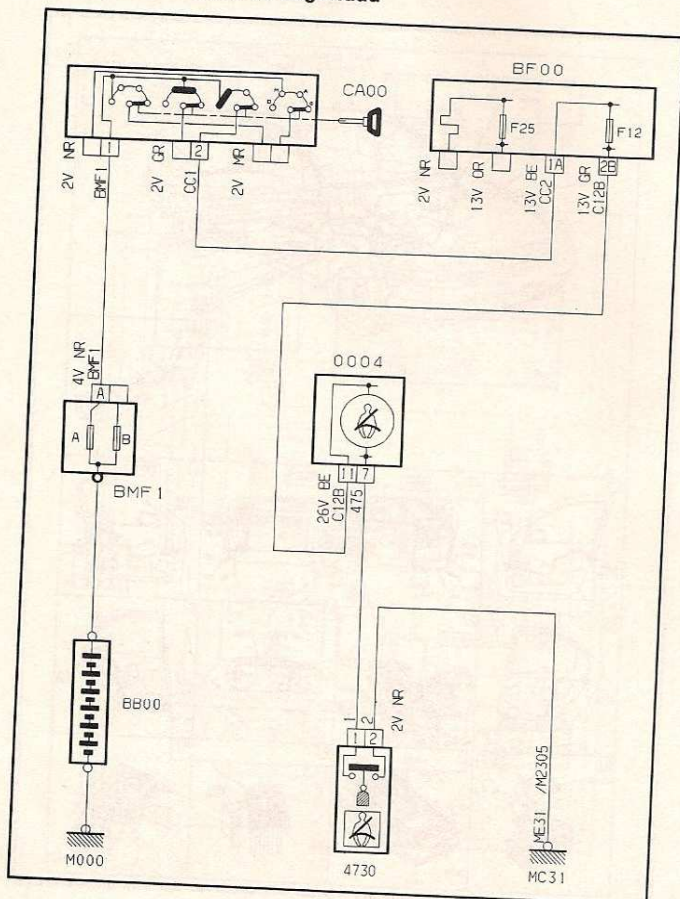 BF00
CA00
F25
F12
1
2
1A
2B
2V NR
BMF1
2V GR
CC1
2V MR
2V NR
13V OR
13V BE
CC2
13V GR
C12B
4V NR
BMF1
A
0004
A
B
BMF1
11
7
26V BE
C12B
475
BB00
1
2
2V NR
1
2
ME31 /M2305
M000
4730
MC31